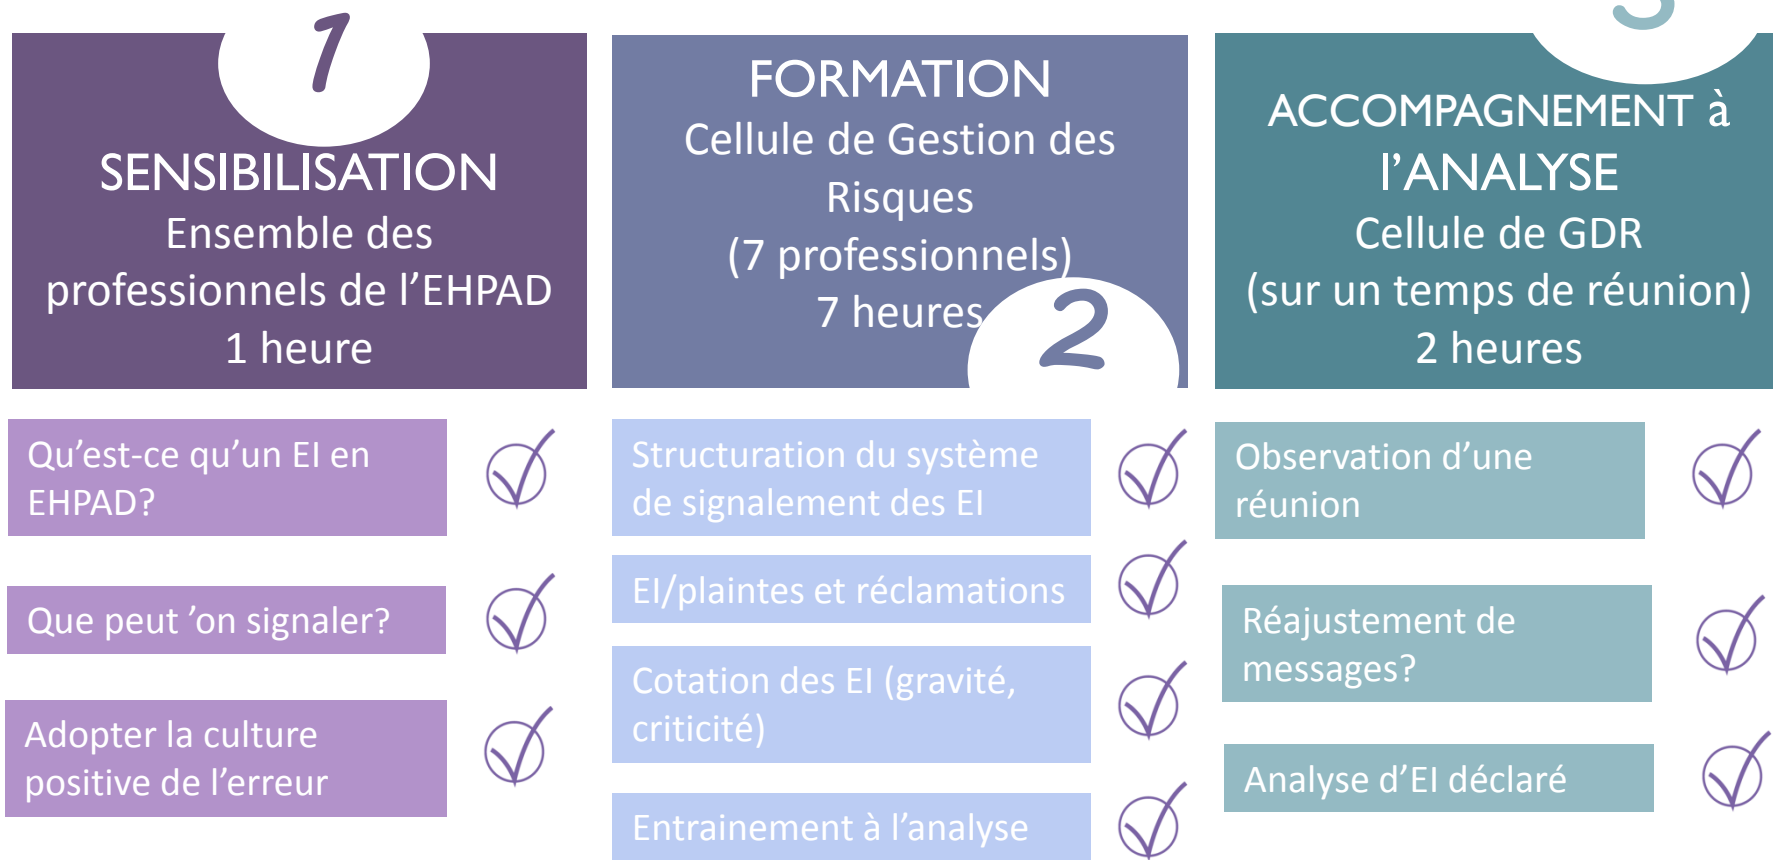 1
SENSIBILISATION
Ensemble des
professionnels de l’EHPAD
1 heure
Qu’est-ce qu’un EI en
EHPAD?
Que peut ’on signaler?
Adopter la culture
positive de l’erreur
FORMATION
Cellule de Gestion des
Risques
(7 professionnels)
7 heures
2
Structuration du système
de signalement des EI
EI/plaintes et réclamations
Cotation des EI (gravité,
criticité)
Entrainement à l’analyse
3
ACCOMPAGNEMENT à
l’ANALYSE
Cellule de GDR
(sur un temps de réunion)
2 heures
Observation d’une
réunion
Réajustement de
messages?
Analyse d’EI déclaré